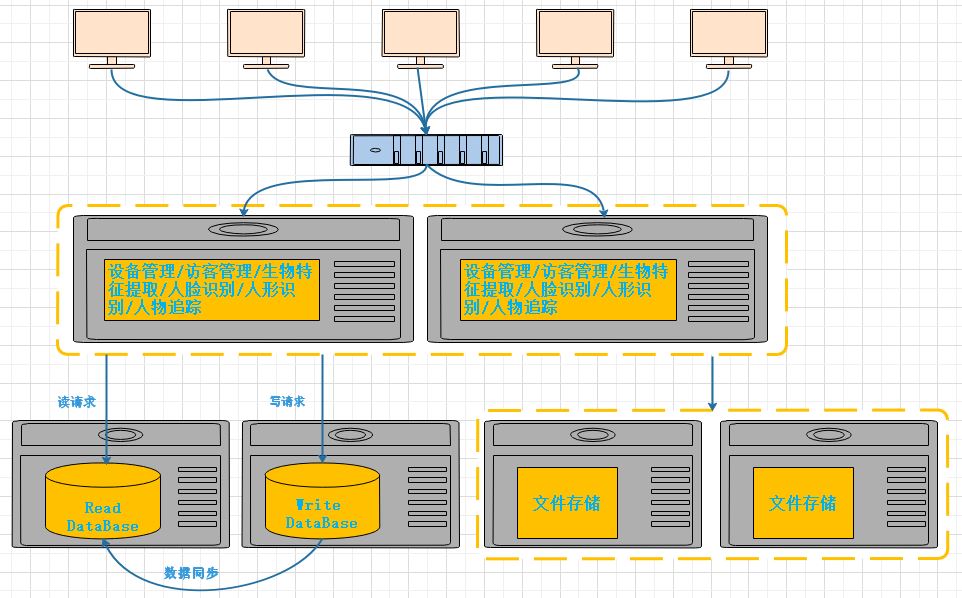 设备管理/访客管理/生物特
征提取/人脸识别/人形识
别/人物追踪
设备管理/访客管理/生物特
征提取/人脸识别/人形识
别/人物追踪
读请求
写请求
Read
DataBase
Write
DataBase
文件存储
文件存储
数据同步